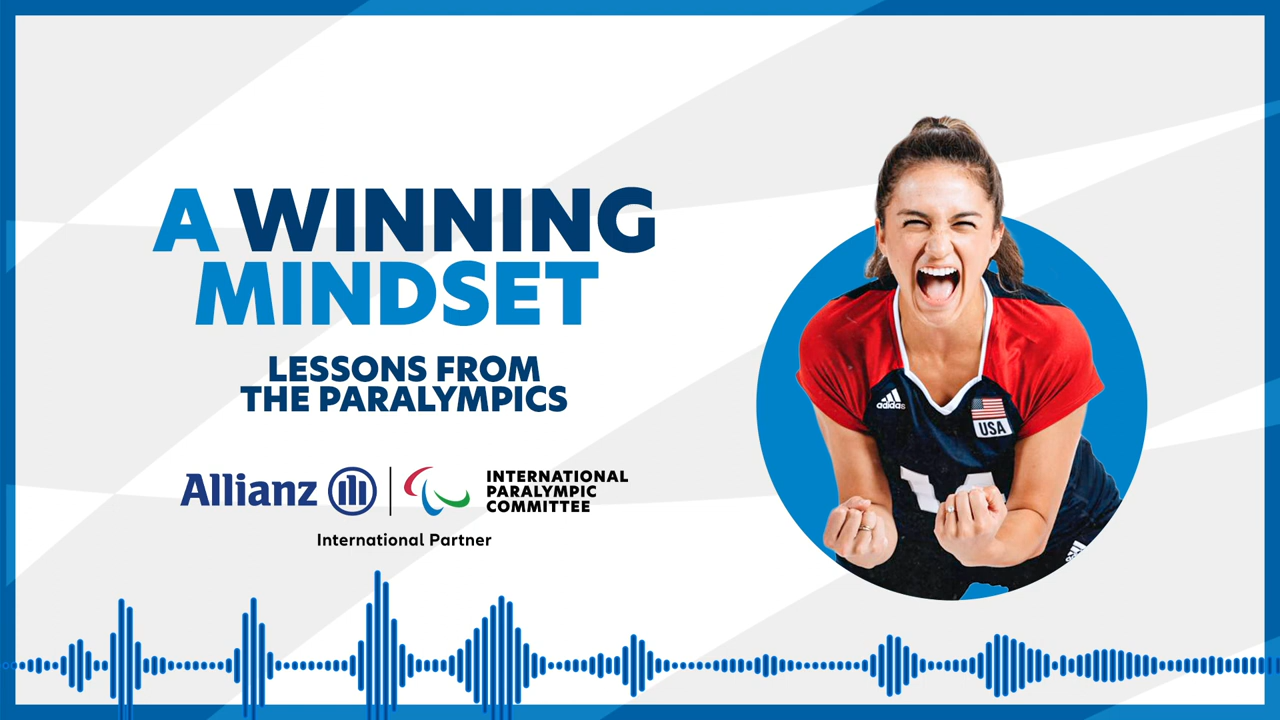 A WINNING
MINDSET
LESSONS FROM
THE PARALYMPICS
Allianz
INTERNATIONAL
PARALYMPIC
COMMITTEE
International Partner
adidas
USA